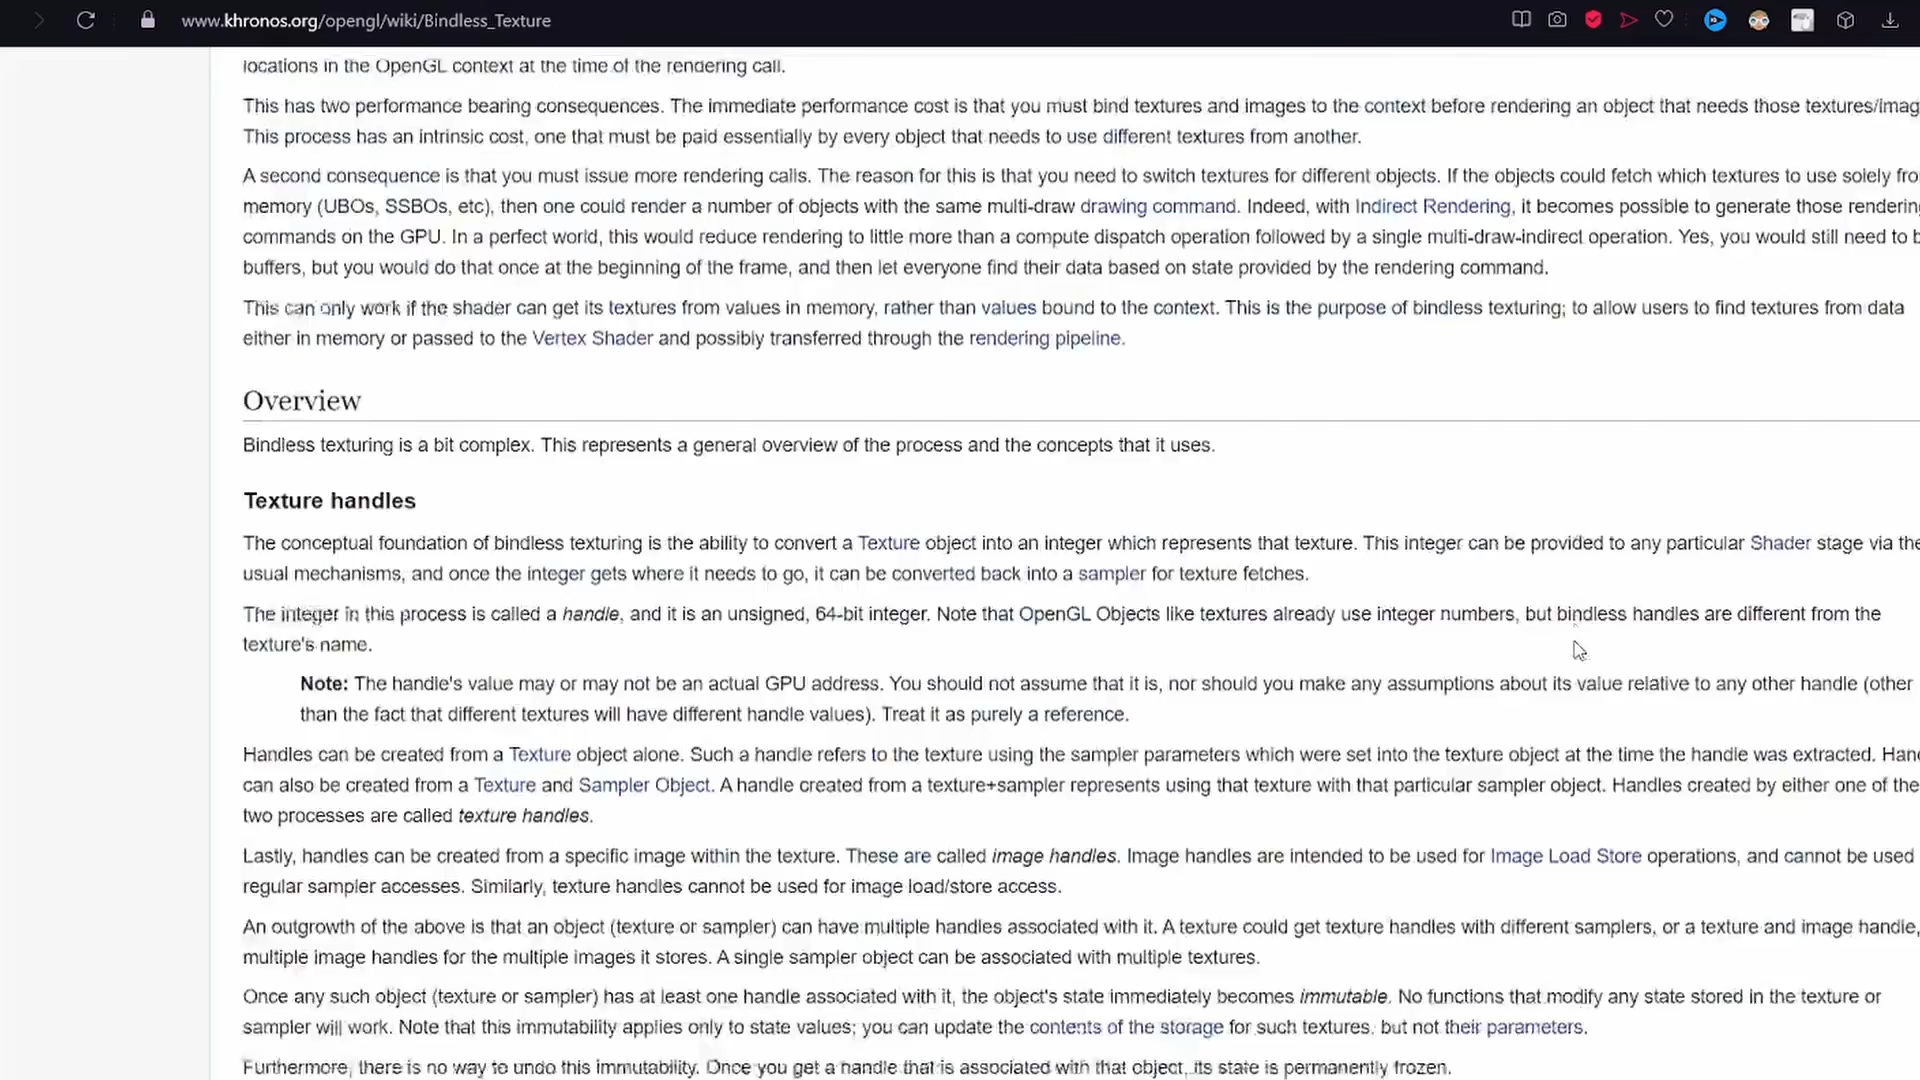 www.khronos.org/opengl/wiki/Bindless_Texture
locations in the OpenGL context at the time of the rendering call.
This has two performance bearing consequences. The immediate performance cost is that you must bind textures and images to the context before rendering an object that needs those textures/imag
This process has an intrinsic cost, one that must be paid essentially by every object that needs to use different textures from another.
A second consequence is that you must issue more rendering calls. The reason for this is that you need to switch textures for different objects. If the objects could fetch which textures to use solely fro
memory (UBOs, SSBOs, etc), then one could render a number of objects with the same multi-draw drawing command. Indeed, with Indirect Rendering, it becomes possible to generate those rendering
commands on the GPU. In a perfect world, this would reduce rendering to little more than a compute dispatch operation followed by a single multi-draw-indirect operation. Yes, you would still need to b
buffers, but you would do that once at the beginning of the frame, and then let everyone find their data based on state provided by the rendering command.
This can only work if the shader can get its textures from values in memory, rather than values bound to the context. This is the purpose of bindless texturing; to allow users to find textures from data
either in memory or passed to the Vertex Shader and possibly transferred through the rendering pipeline.
Overview
Bindless texturing is a bit complex. This represents a general overview of the process and the concepts that it uses.
Texture handles
The conceptual foundation of bindless texturing is the ability to convert a Texture object into an integer which represents that texture. This integer can be provided to any particular Shader stage via the
usual mechanisms, and once the integer gets where it needs to go, it can be converted back into a sampler for texture fetches.
The integer in this process is called a handle, and it is an unsigned, 64-bit integer. Note that OpenGL Objects like textures already use integer numbers, but bindless handles are different from the
texture's name.
Note: The handle's value may or may not be an actual GPU address. You should not assume that it is, nor should you make any assumptions about its value relative to any other handle (other
than the fact that different textures will have different handle values). Treat it as purely a reference.
Handles can be created from a Texture object alone. Such a handle refers to the texture using the sampler parameters which were set into the texture object at the time the handle was extracted. Han
can also be created from a Texture and Sampler Object. A handle created from a texture+sampler represents using that texture with that particular sampler object. Handles created by either one of the
two processes are called texture handles.
Lastly, handles can be created from a specific image within the texture. These are called image handles. Image handles are intended to be used for Image Load Store operations, and cannot be used
regular sampler accesses. Similarly, texture handles cannot be used for image load/store access.
An outgrowth of the above is that an object (texture or sampler) can have multiple handles associated with it. A texture could get texture handles with different samplers, or a texture and image handle,
multiple image handles for the multiple images it stores. A single sampler object can be associated with multiple textures.
Once any such object (texture or sampler) has at least one handle associated with it, the object's state immediately becomes immutable. No functions that modify any state stored in the texture or
sampler will work. Note that this immutability applies only to state values; you can update the contents of the storage for such textures, but not their parameters.
Furthermore, there is no way to undo this immutability. Once you get a handle that is associated with that object, its state is permanently frozen.